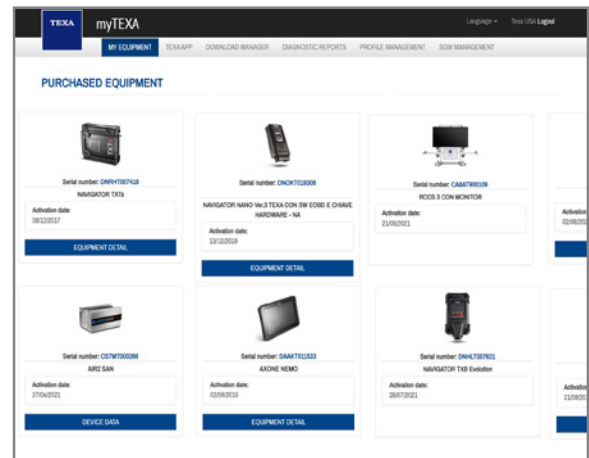 TEXA
myTEXA
Language
Texa USA Logout
MY EQUIPMENT
TEXA APP
DOWNLOAD MANAGER
DIAGNOSTIC REPORTS
PROFILE MANAGEMENT
SGW MANAGEMENT
PURCHASED EQUIPMENT
Serial number: DNRHT007418
NAVIGATOR TXTs
Activation date:
08/12/2017
EQUIPMENT DETAIL
Serial number: DNOKT019308
NAVIGATOR NANO Ver.3 TEXA CON SW EOBD E CHIAVE
HARDWARE - NA
Activation date:
13/12/2019
EQUIPMENT DETAIL
Serial number: CA8AT900109
RCCS 3 CON MONITOR
Activation date:
21/06/2021
Serial number: CS7MT000266
AIR2 SAN
Activation date:
27/04/2021
DEVICE DATA
Serial number: DAAKT011533
AXONE NEMO
Activation date:
02/08/2019
EQUIPMENT DETAIL
Serial number: DNHLT007631
NAVIGATOR TXB Evolution
Activation date:
28/07/2021